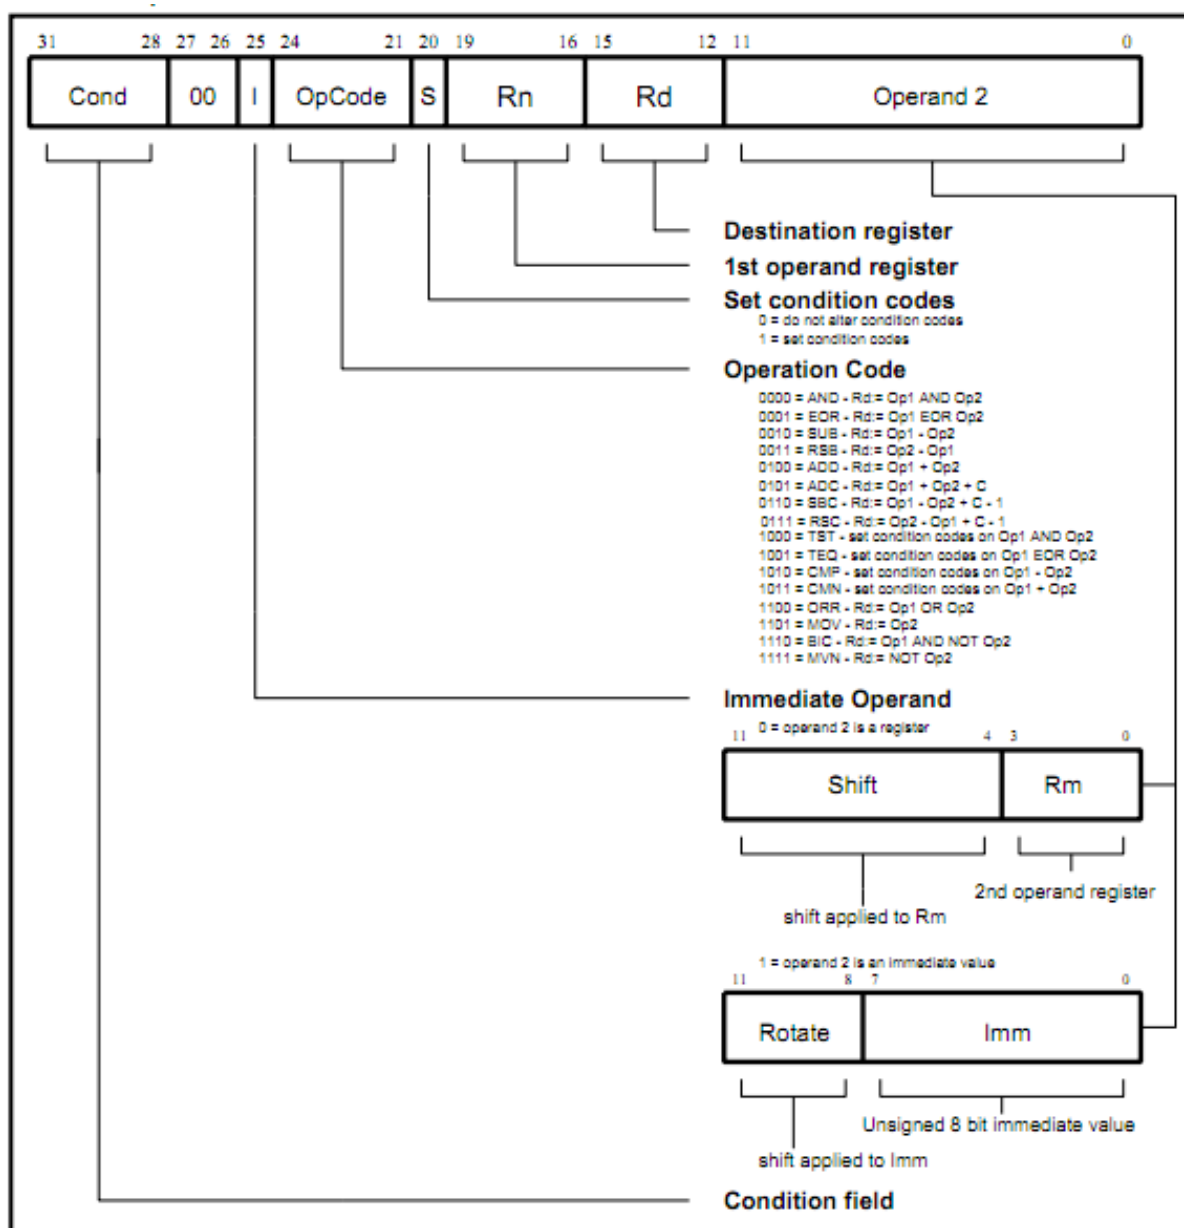 31 28 27 26 25 24 21 20 19 16 15 12 11 0
Cond 00 I OpCode S Rn Rd Operand 2
Destination register
1st operand register
Set condition codes
0 = do not alter condition codes
1 = set condition codes
Operation Code
0000 = AND - Rd:= Op1 AND Op2
0001 = EOR - Rd:= Op1 EOR Op2
0010 = SUB - Rd:= Op1 - Op2
0011 = RSB - Rd:= Op2 - Op1
0100 = ADD - Rd:= Op1 + Op2
0101 = ADC - Rd:= Op1 + Op2 + C
0110 = SBC - Rd:= Op1 - Op2 + C - 1
0111 = RSC - Rd:= Op2 - Op1 + C - 1
1000 = TST - set condition codes on Op1 AND Op2
1001 = TEQ - set condition codes on Op1 EOR Op2
1010 = CMP - set condition codes on Op1 - Op2
1011 = CMN - set condition codes on Op1 + Op2
1100 = ORR - Rd:= Op1 OR Op2
1101 = MOV - Rd:= Op2
1110 = BIC - Rd:= Op1 AND NOT Op2
1111 = MVN - Rd:= NOT Op2
Immediate Operand
0 = operand 2 is a register
11 4 3 0
Shift Rm
2nd operand register
shift applied to Rm
1 = operand 2 is an immediate value
11 8 7 0
Rotate Imm
Unsigned 8 bit immediate value
shift applied to Imm
Condition field